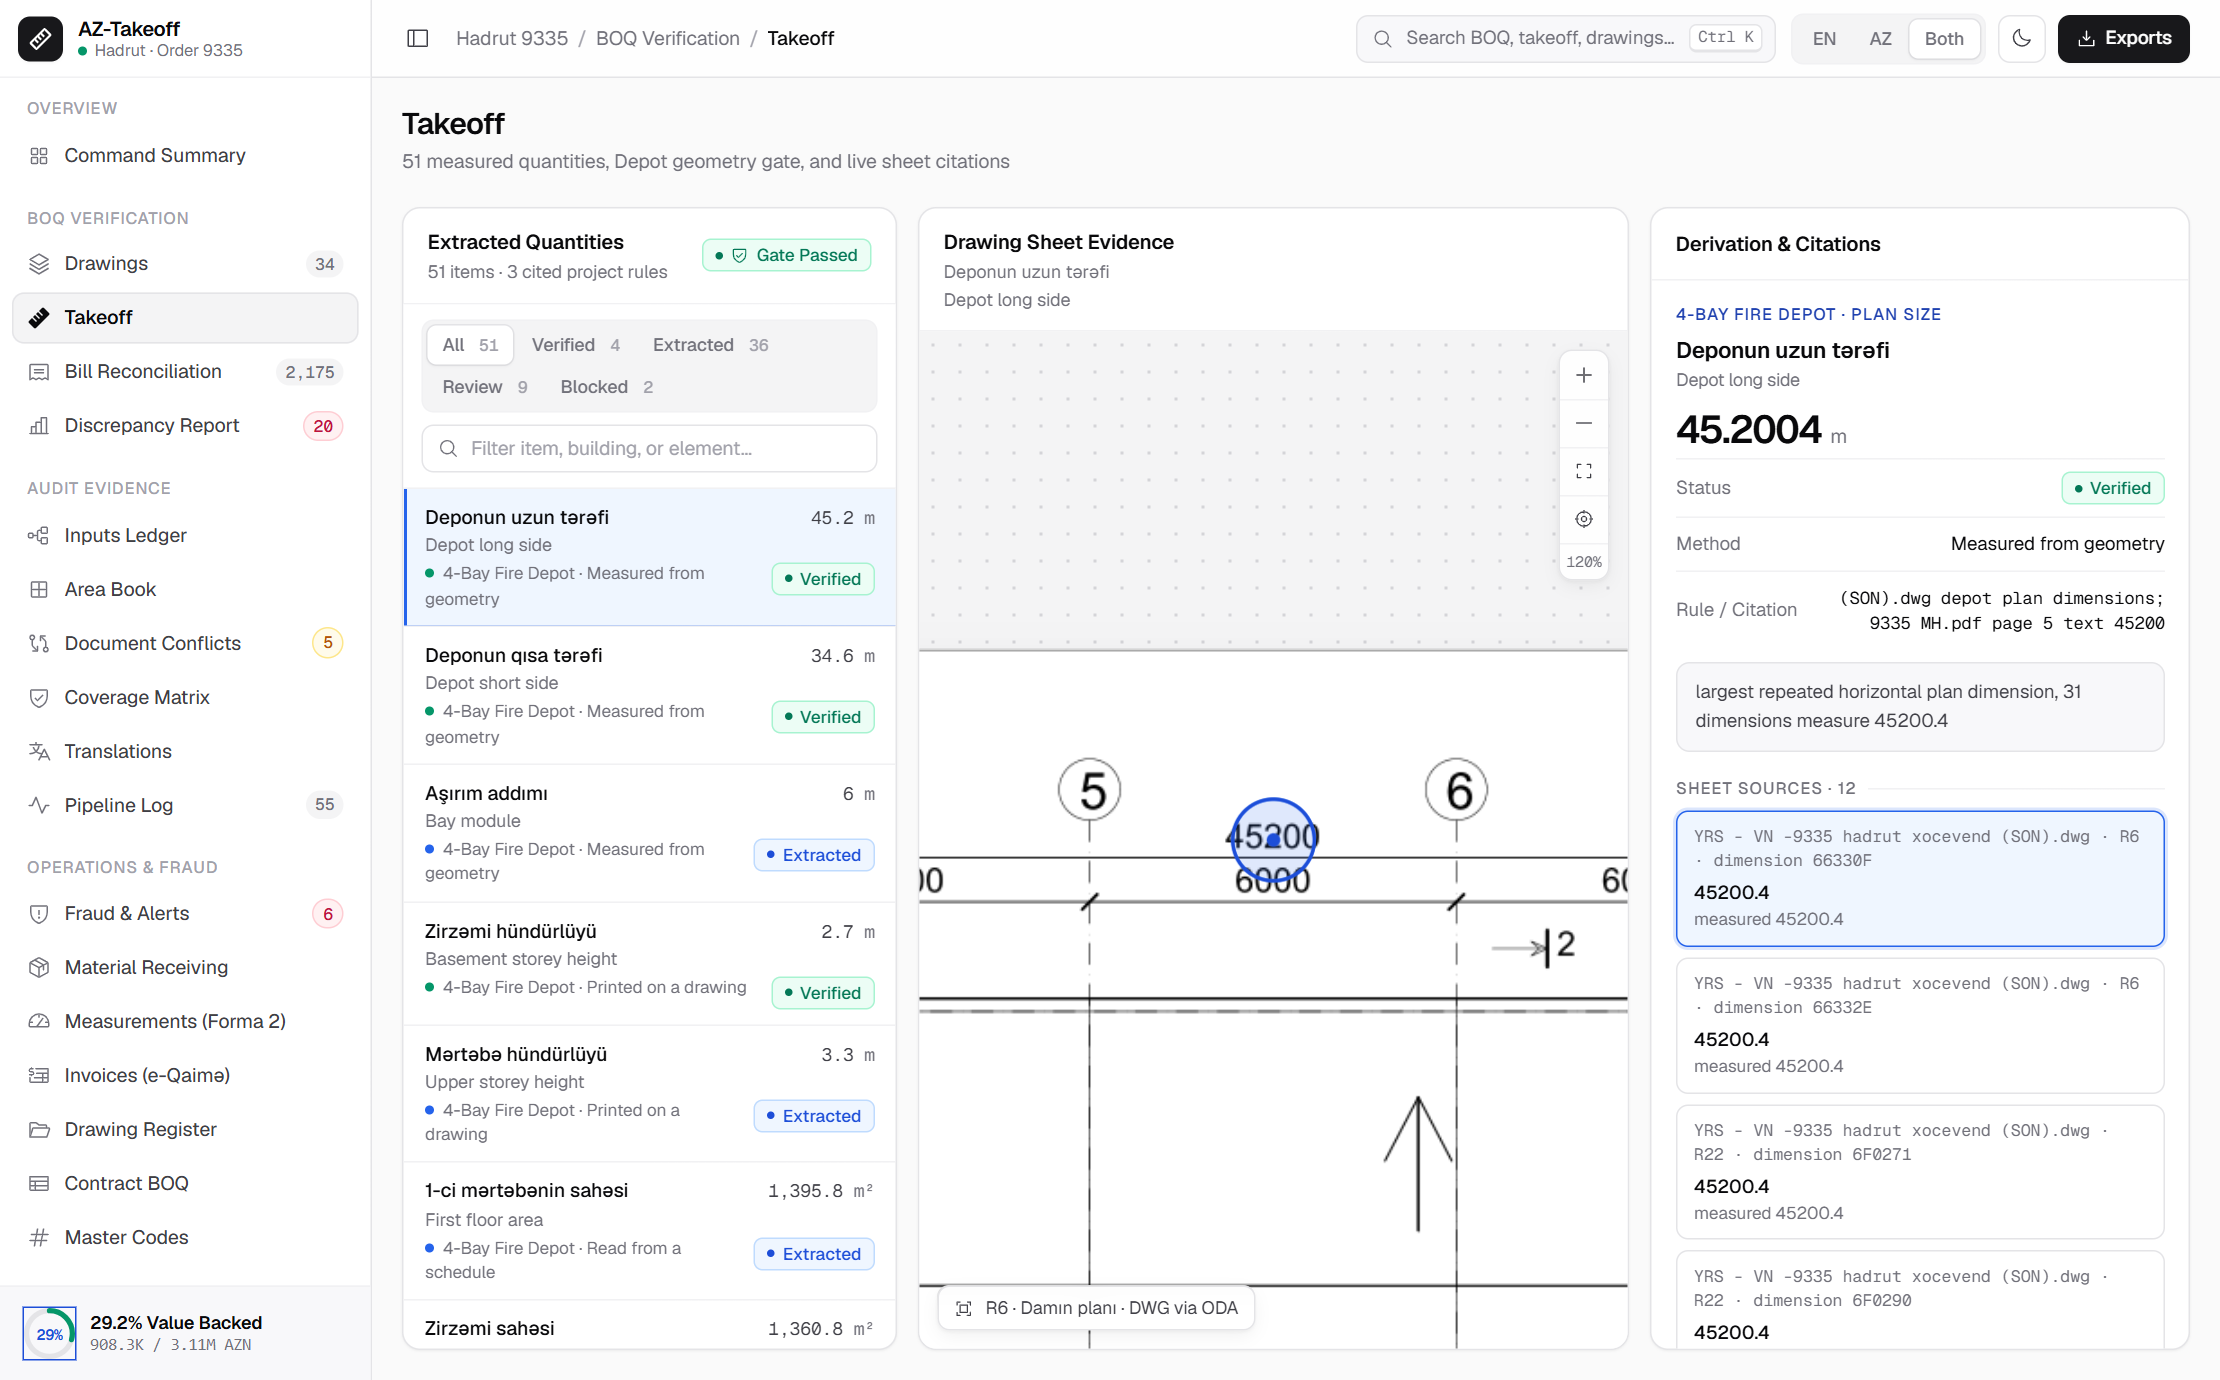 AZ-Takeoff
Hadrut · Order 9335
OVERVIEW
Command Summary
BOQ VERIFICATION
Drawings 34
Takeoff
Bill Reconciliation 2,175
Discrepancy Report 20
AUDIT EVIDENCE
Inputs Ledger
Area Book
Document Conflicts 5
Coverage Matrix
Translations
Pipeline Log 55
OPERATIONS & FRAUD
Fraud & Alerts 6
Material Receiving
Measurements (Forma 2)
Invoices (e-Qaimə)
Drawing Register
Contract BOQ
Master Codes
29%
29.2% Value Backed
908.3K / 3.11M AZN
Hadrut 9335 / BOQ Verification / Takeoff
Search BOQ, takeoff, drawings... Ctrl K
EN AZ Both
Exports
Takeoff
51 measured quantities, Depot geometry gate, and live sheet citations
Extracted Quantities
51 items · 3 cited project rules
Gate Passed
All 51 Verified 4 Extracted 36
Review 9 Blocked 2
Filter item, building, or element...
Deponun uzun tərəfi 45.2 m
Depot long side
4-Bay Fire Depot · Measured from
geometry
Verified
Deponun qısa tərəfi 34.6 m
Depot short side
4-Bay Fire Depot · Measured from
geometry
Verified
Aşırım addımı 6 m
Bay module
4-Bay Fire Depot · Measured from
geometry
Extracted
Zirzəmi hündürlüyü 2.7 m
Basement storey height
4-Bay Fire Depot · Printed on a drawing
Verified
Mərtəbə hündürlüyü 3.3 m
Upper storey height
4-Bay Fire Depot · Printed on a
drawing
Extracted
1-ci mərtəbənin sahəsi 1,395.8 m²
First floor area
4-Bay Fire Depot · Read from a
schedule
Extracted
Zirzəmi sahəsi 1,360.8 m²
Drawing Sheet Evidence
Deponun uzun tərəfi
Depot long side
120%
5 6
45200
6000
2
R6 · Damın planı · DWG via ODA
Derivation & Citations
4-BAY FIRE DEPOT · PLAN SIZE
Deponun uzun tərəfi
Depot long side
45.2004 m
Status Verified
Method Measured from geometry
Rule / Citation (SON).dwg depot plan dimensions;
9335 MH.pdf page 5 text 45200
largest repeated horizontal plan dimension, 31
dimensions measure 45200.4
SHEET SOURCES · 12
YRS - VN -9335 hadrut xocevend (SON).dwg · R6
· dimension 66330F
45200.4
measured 45200.4
YRS - VN -9335 hadrut xocevend (SON).dwg · R6
· dimension 66332E
45200.4
measured 45200.4
YRS - VN -9335 hadrut xocevend (SON).dwg ·
R22 · dimension 6F0271
45200.4
measured 45200.4
YRS - VN -9335 hadrut xocevend (SON).dwg ·
R22 · dimension 6F0290
45200.4